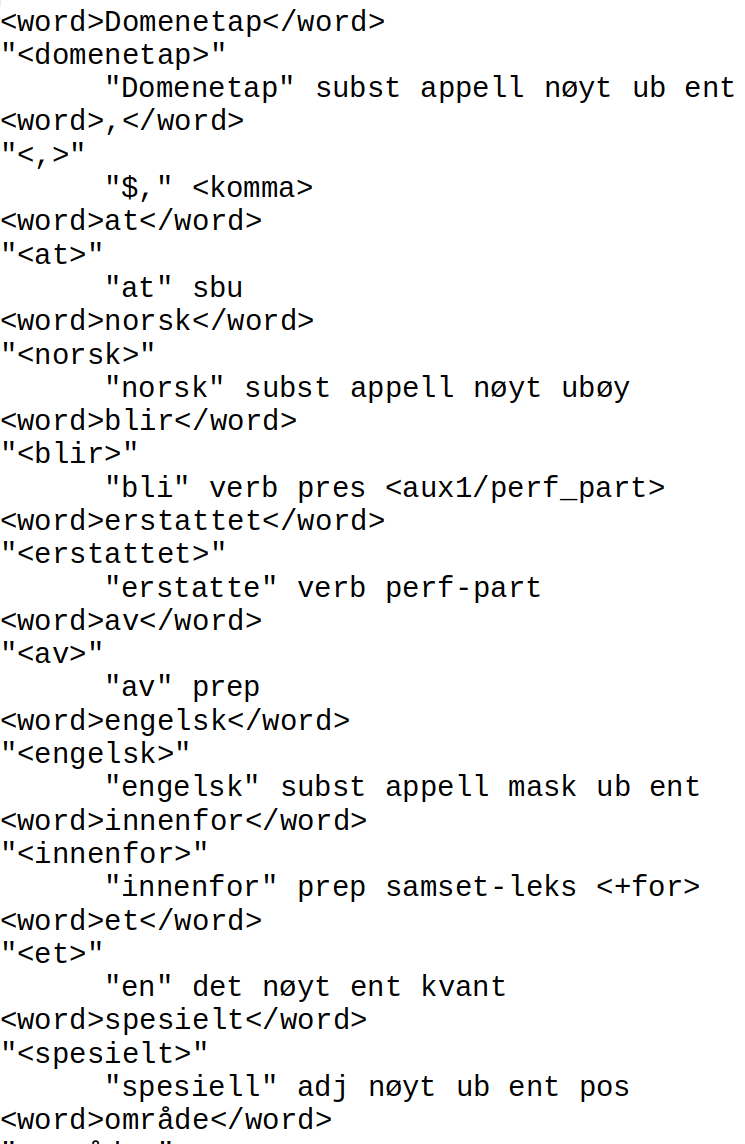 <word>Domenetap</word>
"<domenetap>"
"Domenetap" subst appell nøyt ub ent
<word>,</word>
"<,>"
"$," <komma>
<word>at</word>
"<at>"
"at" sbu
<word>norsk</word>
"<norsk>"
"norsk" subst appell nøyt ubøy
<word>blir</word>
"<blir>"
"bli" verb pres <aux1/perf_part>
<word>erstattet</word>
"<erstattet>"
"erstatte" verb perf-part
<word>av</word>
"<av>"
"av" prep
<word>engelsk</word>
"<engelsk>"
"engelsk" subst appell mask ub ent
<word>innenfor</word>
"<innenfor>"
"innenfor" prep samset-leks <+for>
<word>et</word>
"<et>"
"en" det nøyt ent kvant
<word>spesielt</word>
"<spesielt>"
"spesiell" adj nøyt ub ent pos
<word>område</word>